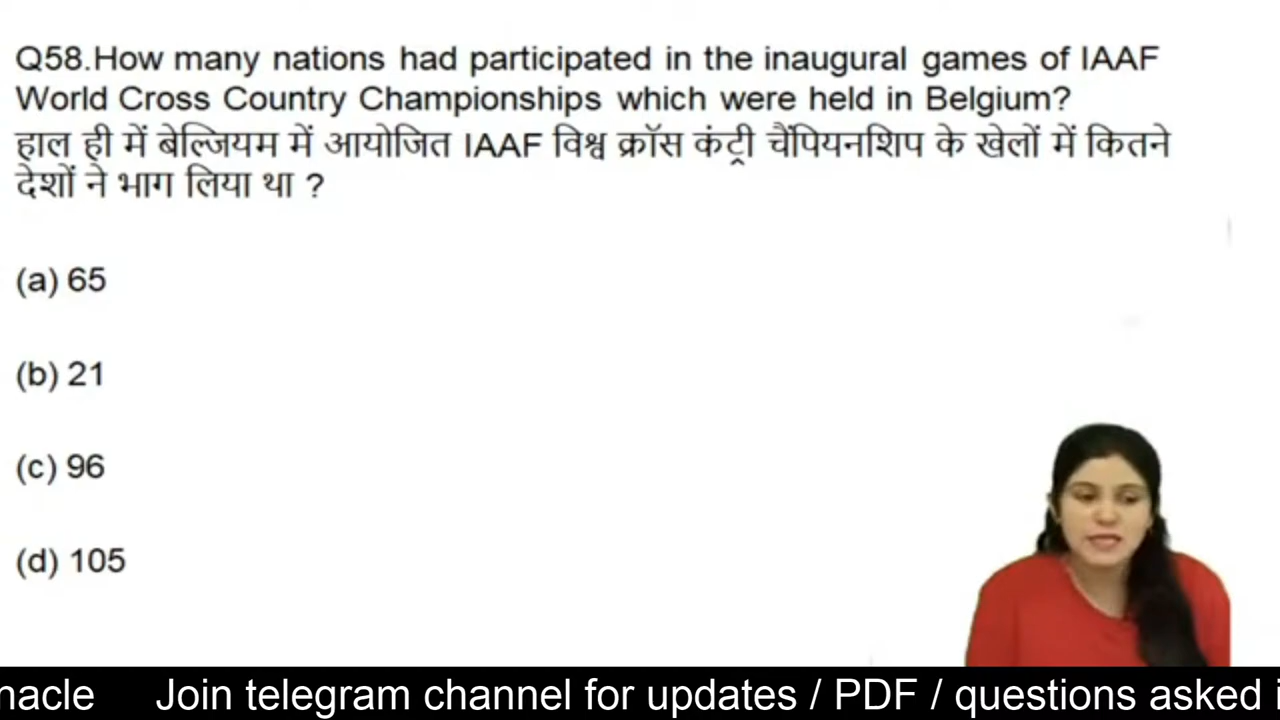 Q58.How many nations had participated in the inaugural games of IAAF
World Cross Country Championships which were held in Belgium?
हाल ही में बेल्जियम में आयोजित IAAF विश्व क्रॉस कंट्री चैंपियनशिप के खेलों में कितने
देशों ने भाग लिया था ?
(a) 65
(b) 21
(c) 96
(d) 105
nacle Join telegram channel for updates / PDF / questions asked i